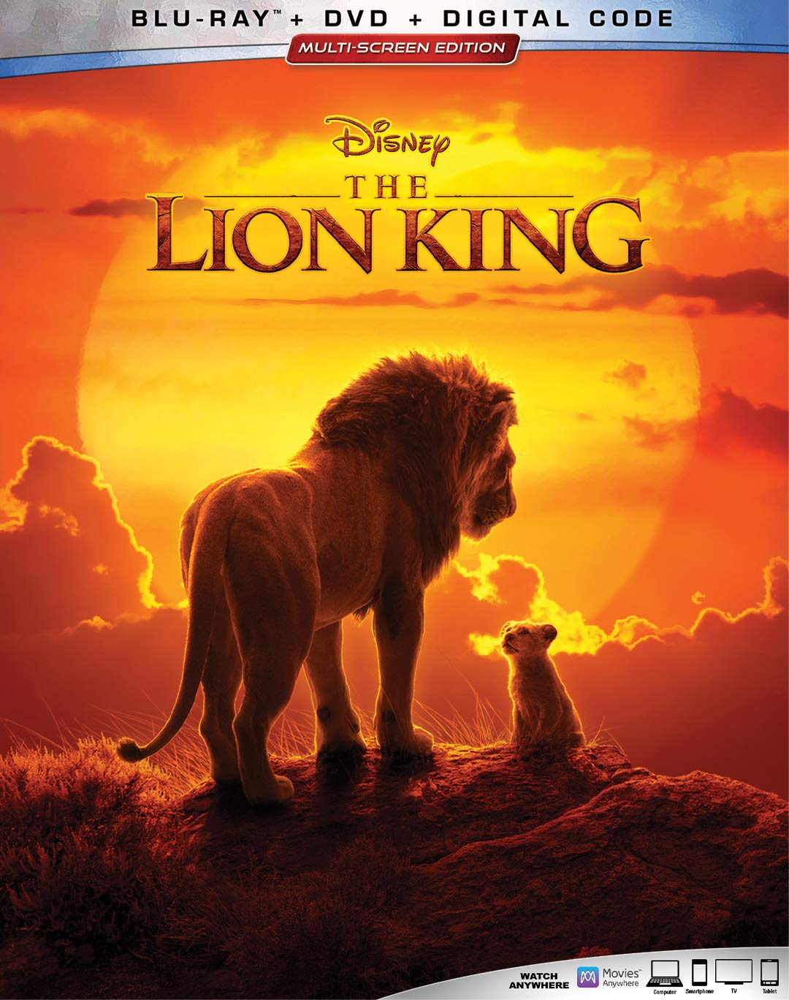 BLU-RAY™ + DVD + DIGITAL CODE
MULTI-SCREEN EDITION
Disney
THE
LION KING
WATCH
ANYWHERE
Movies™
Anywhere
Computer Smartphone TV Tablet